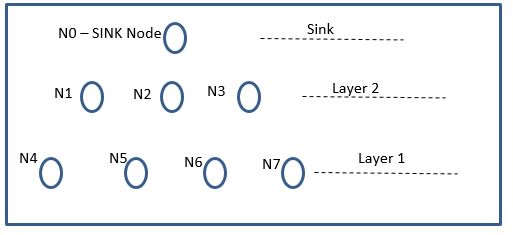 N0 – SINK Node
Sink
N1
N2
N3
Layer 2
N4
N5
N6
N7
Layer 1